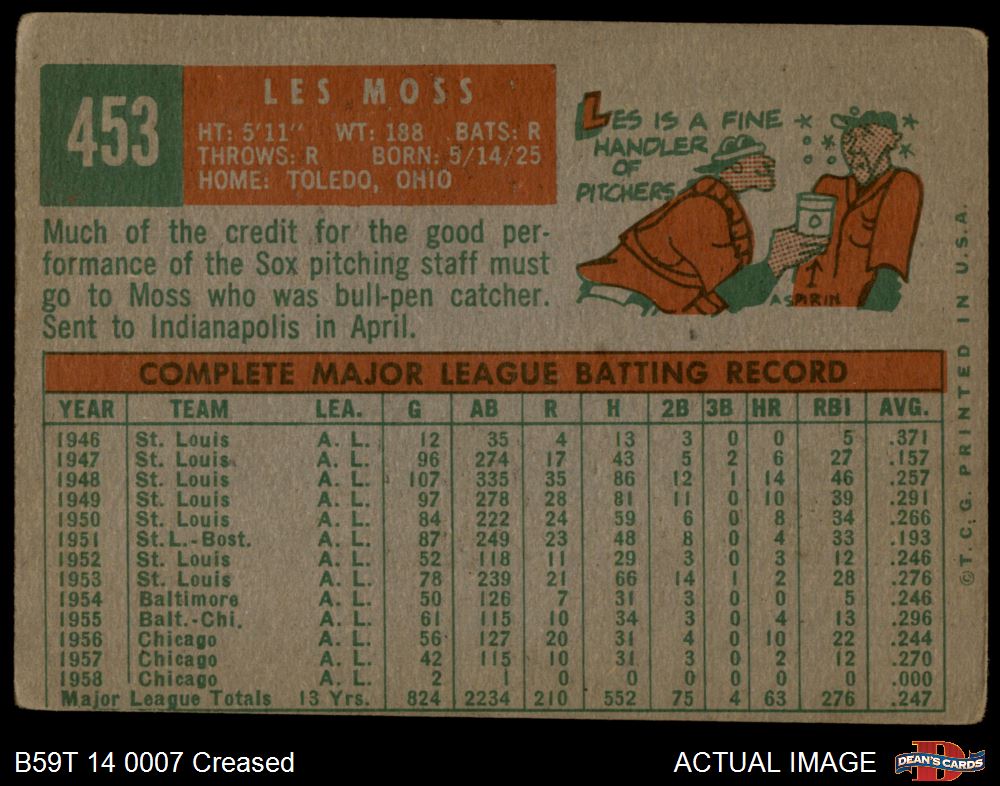 453
LES MOSS
HT: 5'11" WT: 188 BATS: R
THROWS: R BORN: 5/14/25
HOME: TOLEDO, OHIO
LES IS A FINE
HANDLER
OF
PITCHERS
ASPIRIN
Much of the credit for the good per-
formance of the Sox pitching staff must
go to Moss who was bull-pen catcher.
Sent to Indianapolis in April.
COMPLETE MAJOR LEAGUE BATTING RECORD
YEAR TEAM LEA. G AB R H 2B 3B HR RBI AVG.
1946 St. Louis A. L. 12 35 4 13 3 0 0 5 .371
1947 St. Louis A. L. 96 274 17 43 5 2 6 27 .157
1948 St. Louis A. L. 107 335 35 86 12 1 14 46 .257
1949 St. Louis A. L. 97 278 28 81 11 0 10 39 .291
1950 St. Louis A. L. 84 222 24 59 6 0 8 34 .266
1951 St. L.-Bost. A. L. 87 249 23 48 8 0 4 33 .193
1952 St. Louis A. L. 52 118 11 29 3 0 3 12 .246
1953 St. Louis A. L. 78 239 21 66 14 1 2 28 .276
1954 Baltimore A. L. 50 126 7 31 3 0 0 5 .246
1955 Balt.-Chi. A. L. 61 115 10 34 3 0 4 13 .296
1956 Chicago A. L. 56 127 20 31 4 0 10 22 .244
1957 Chicago A. L. 42 115 10 31 3 0 2 12 .270
1958 Chicago A. L. 2 1 0 0 0 0 0 0 .000
Major League Totals 13 Yrs. 824 2234 210 552 75 4 63 276 .247
© T. C. G. PRINTED IN U.S.A.
B59T 14 0007 Creased
ACTUAL IMAGE
D
DEAN'S CARDS